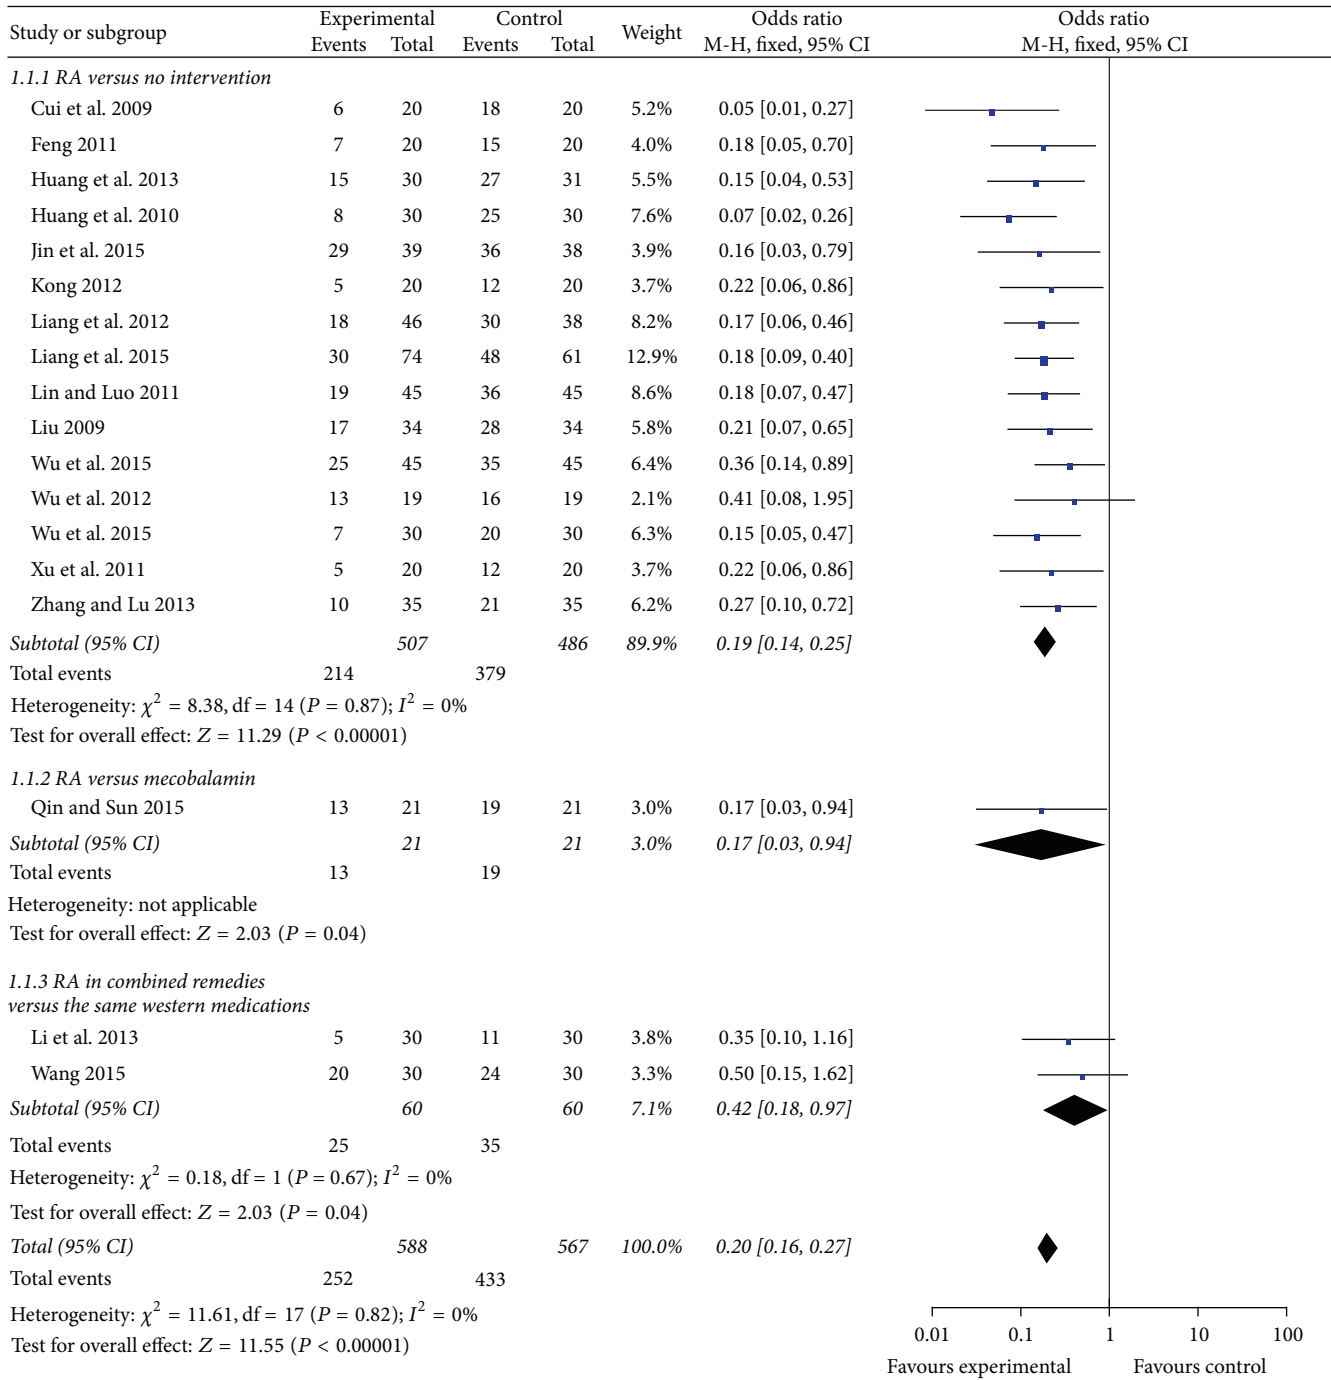 Study or subgroup Experimental Control Weight Odds ratio Odds ratio
Events Total Events Total M-H, fixed, 95% CI M-H, fixed, 95% CI
1.1.1 RA versus no intervention
Cui et al. 2009 6 20 18 20 5.2% 0.05 [0.01, 0.27]
Feng 2011 7 20 15 20 4.0% 0.18 [0.05, 0.70]
Huang et al. 2013 15 30 27 31 5.5% 0.15 [0.04, 0.53]
Huang et al. 2010 8 30 25 30 7.6% 0.07 [0.02, 0.26]
Jin et al. 2015 29 39 36 38 3.9% 0.16 [0.03, 0.79]
Kong 2012 5 20 12 20 3.7% 0.22 [0.06, 0.86]
Liang et al. 2012 18 46 30 38 8.2% 0.17 [0.06, 0.46]
Liang et al. 2015 30 74 48 61 12.9% 0.18 [0.09, 0.40]
Lin and Luo 2011 19 45 36 45 8.6% 0.18 [0.07, 0.47]
Liu 2009 17 34 28 34 5.8% 0.21 [0.07, 0.65]
Wu et al. 2015 25 45 35 45 6.4% 0.36 [0.14, 0.89]
Wu et al. 2012 13 19 16 19 2.1% 0.41 [0.08, 1.95]
Wu et al. 2015 7 30 20 30 6.3% 0.15 [0.05, 0.47]
Xu et al. 2011 5 20 12 20 3.7% 0.22 [0.06, 0.86]
Zhang and Lu 2013 10 35 21 35 6.2% 0.27 [0.10, 0.72]
Subtotal (95% CI) 507 486 89.9% 0.19 [0.14, 0.25]
Total events 214 379
Heterogeneity: χ² = 8.38, df = 14 (P = 0.87); I² = 0%
Test for overall effect: Z = 11.29 (P < 0.00001)
1.1.2 RA versus mecobalamin
Qin and Sun 2015 13 21 19 21 3.0% 0.17 [0.03, 0.94]
Subtotal (95% CI) 21 21 3.0% 0.17 [0.03, 0.94]
Total events 13 19
Heterogeneity: not applicable
Test for overall effect: Z = 2.03 (P = 0.04)
1.1.3 RA in combined remedies
versus the same western medications
Li et al. 2013 5 30 11 30 3.8% 0.35 [0.10, 1.16]
Wang 2015 20 30 24 30 3.3% 0.50 [0.15, 1.62]
Subtotal (95% CI) 60 60 7.1% 0.42 [0.18, 0.97]
Total events 25 35
Heterogeneity: χ² = 0.18, df = 1 (P = 0.67); I² = 0%
Test for overall effect: Z = 2.03 (P = 0.04)
Total (95% CI) 588 567 100.0% 0.20 [0.16, 0.27]
Total events 252 433
Heterogeneity: χ² = 11.61, df = 17 (P = 0.82); I² = 0%
Test for overall effect: Z = 11.55 (P < 0.00001)
0.01 0.1 1 10 100
Favours experimental Favours control